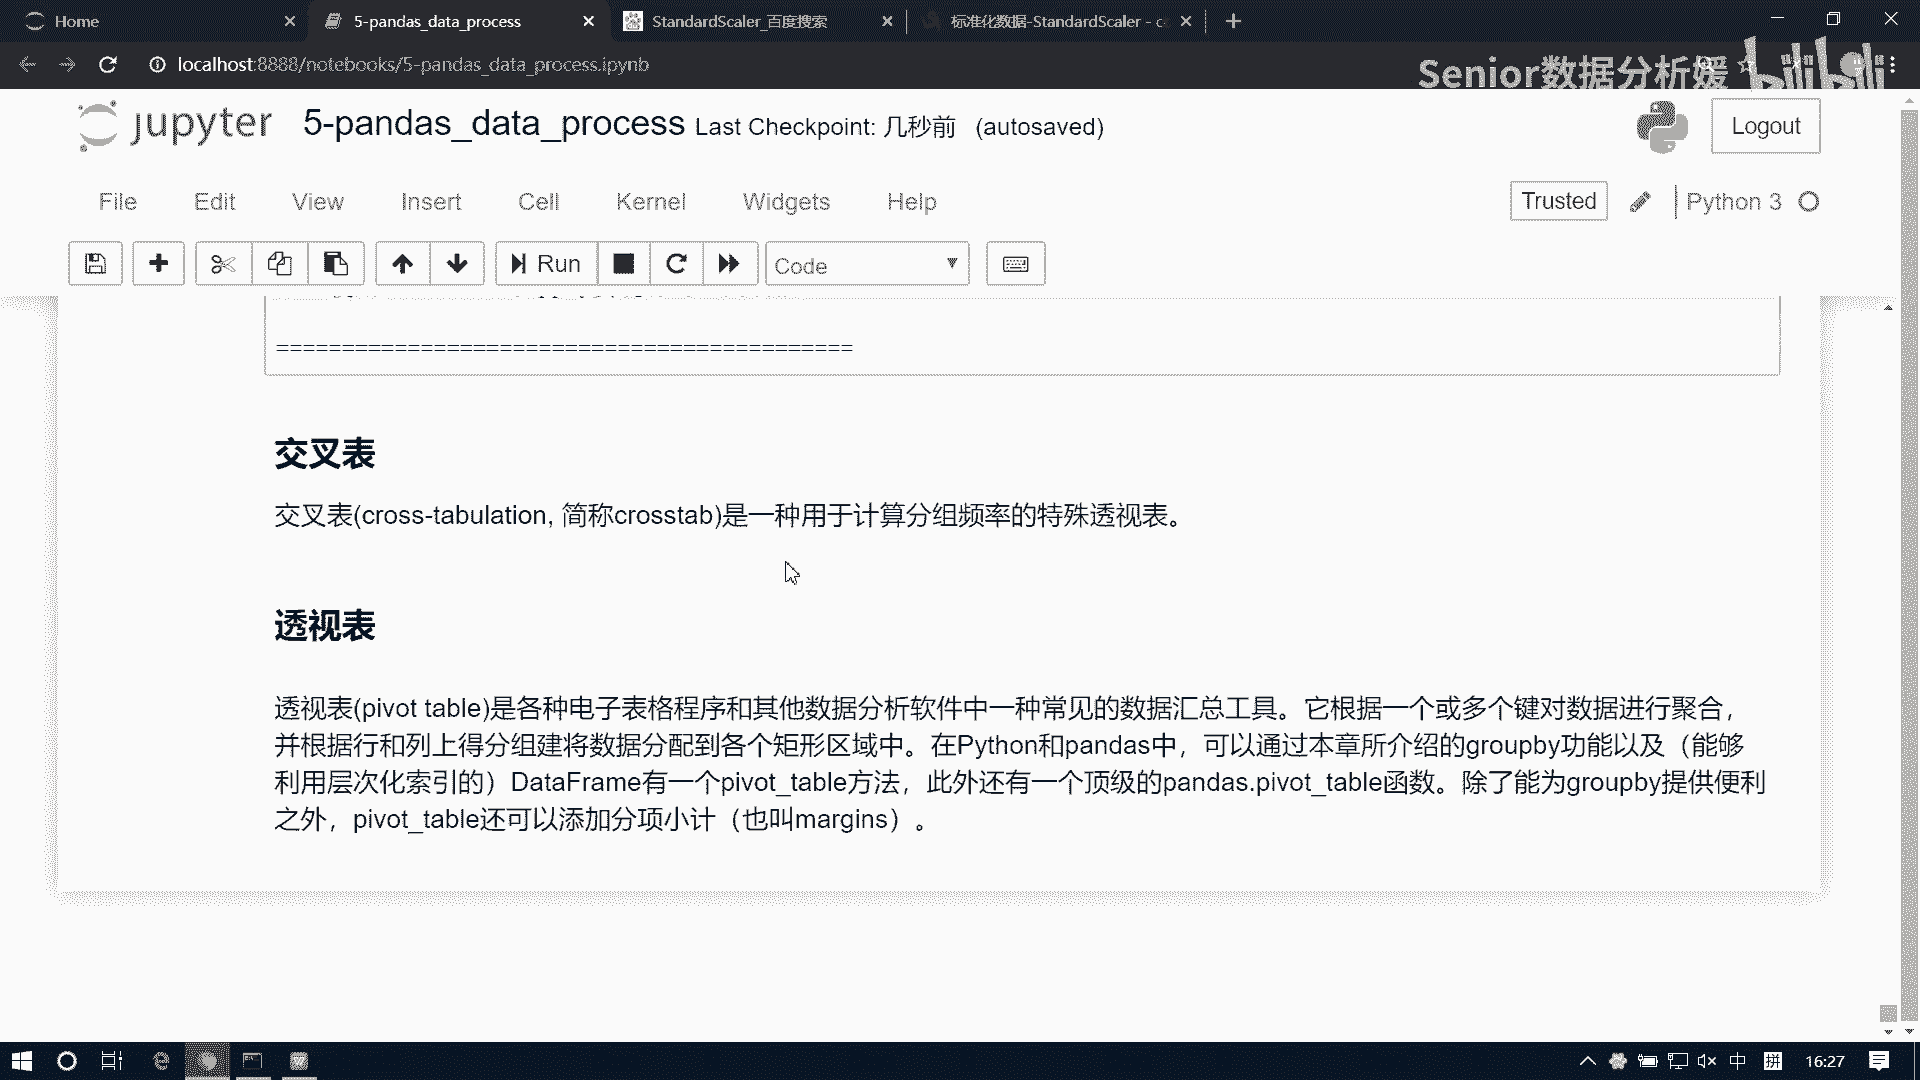 Home
5-pandas_data_process
StandardScaler_百度搜索
标准化数据-StandardScaler - c
localhost:8888/notebooks/5-pandas_data_process.ipynb
Senior数据分析媛 bilibili
jupyter 5-pandas_data_process Last Checkpoint: 几秒前 (autosaved)
Logout
File Edit View Insert Cell Kernel Widgets Help
Trusted Python 3
Run Code
============================================
交叉表
交叉表(cross-tabulation, 简称crosstab)是一种用于计算分组频率的特殊透视表。
透视表
透视表(pivot table)是各种电子表格程序和其他数据分析软件中一种常见的数据汇总工具。它根据一个或多个键对数据进行聚合，
并根据行和列上得分组建将数据分配到各个矩形区域中。在Python和pandas中，可以通过本章所介绍的groupby功能以及（能够
利用层次化索引的）DataFrame有一个pivot_table方法，此外还有一个顶级的pandas.pivot_table函数。除了能为groupby提供便利
之外，pivot_table还可以添加分项小计（也叫margins）。
中 拼 16:27